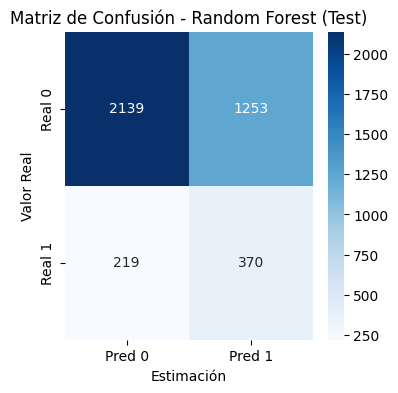 Matriz de Confusión - Random Forest (Test)
Real 0
2139
1253
Real 1
219
370
Valor Real
Pred 0
Pred 1
Estimación
2000
1750
1500
1250
1000
750
500
250